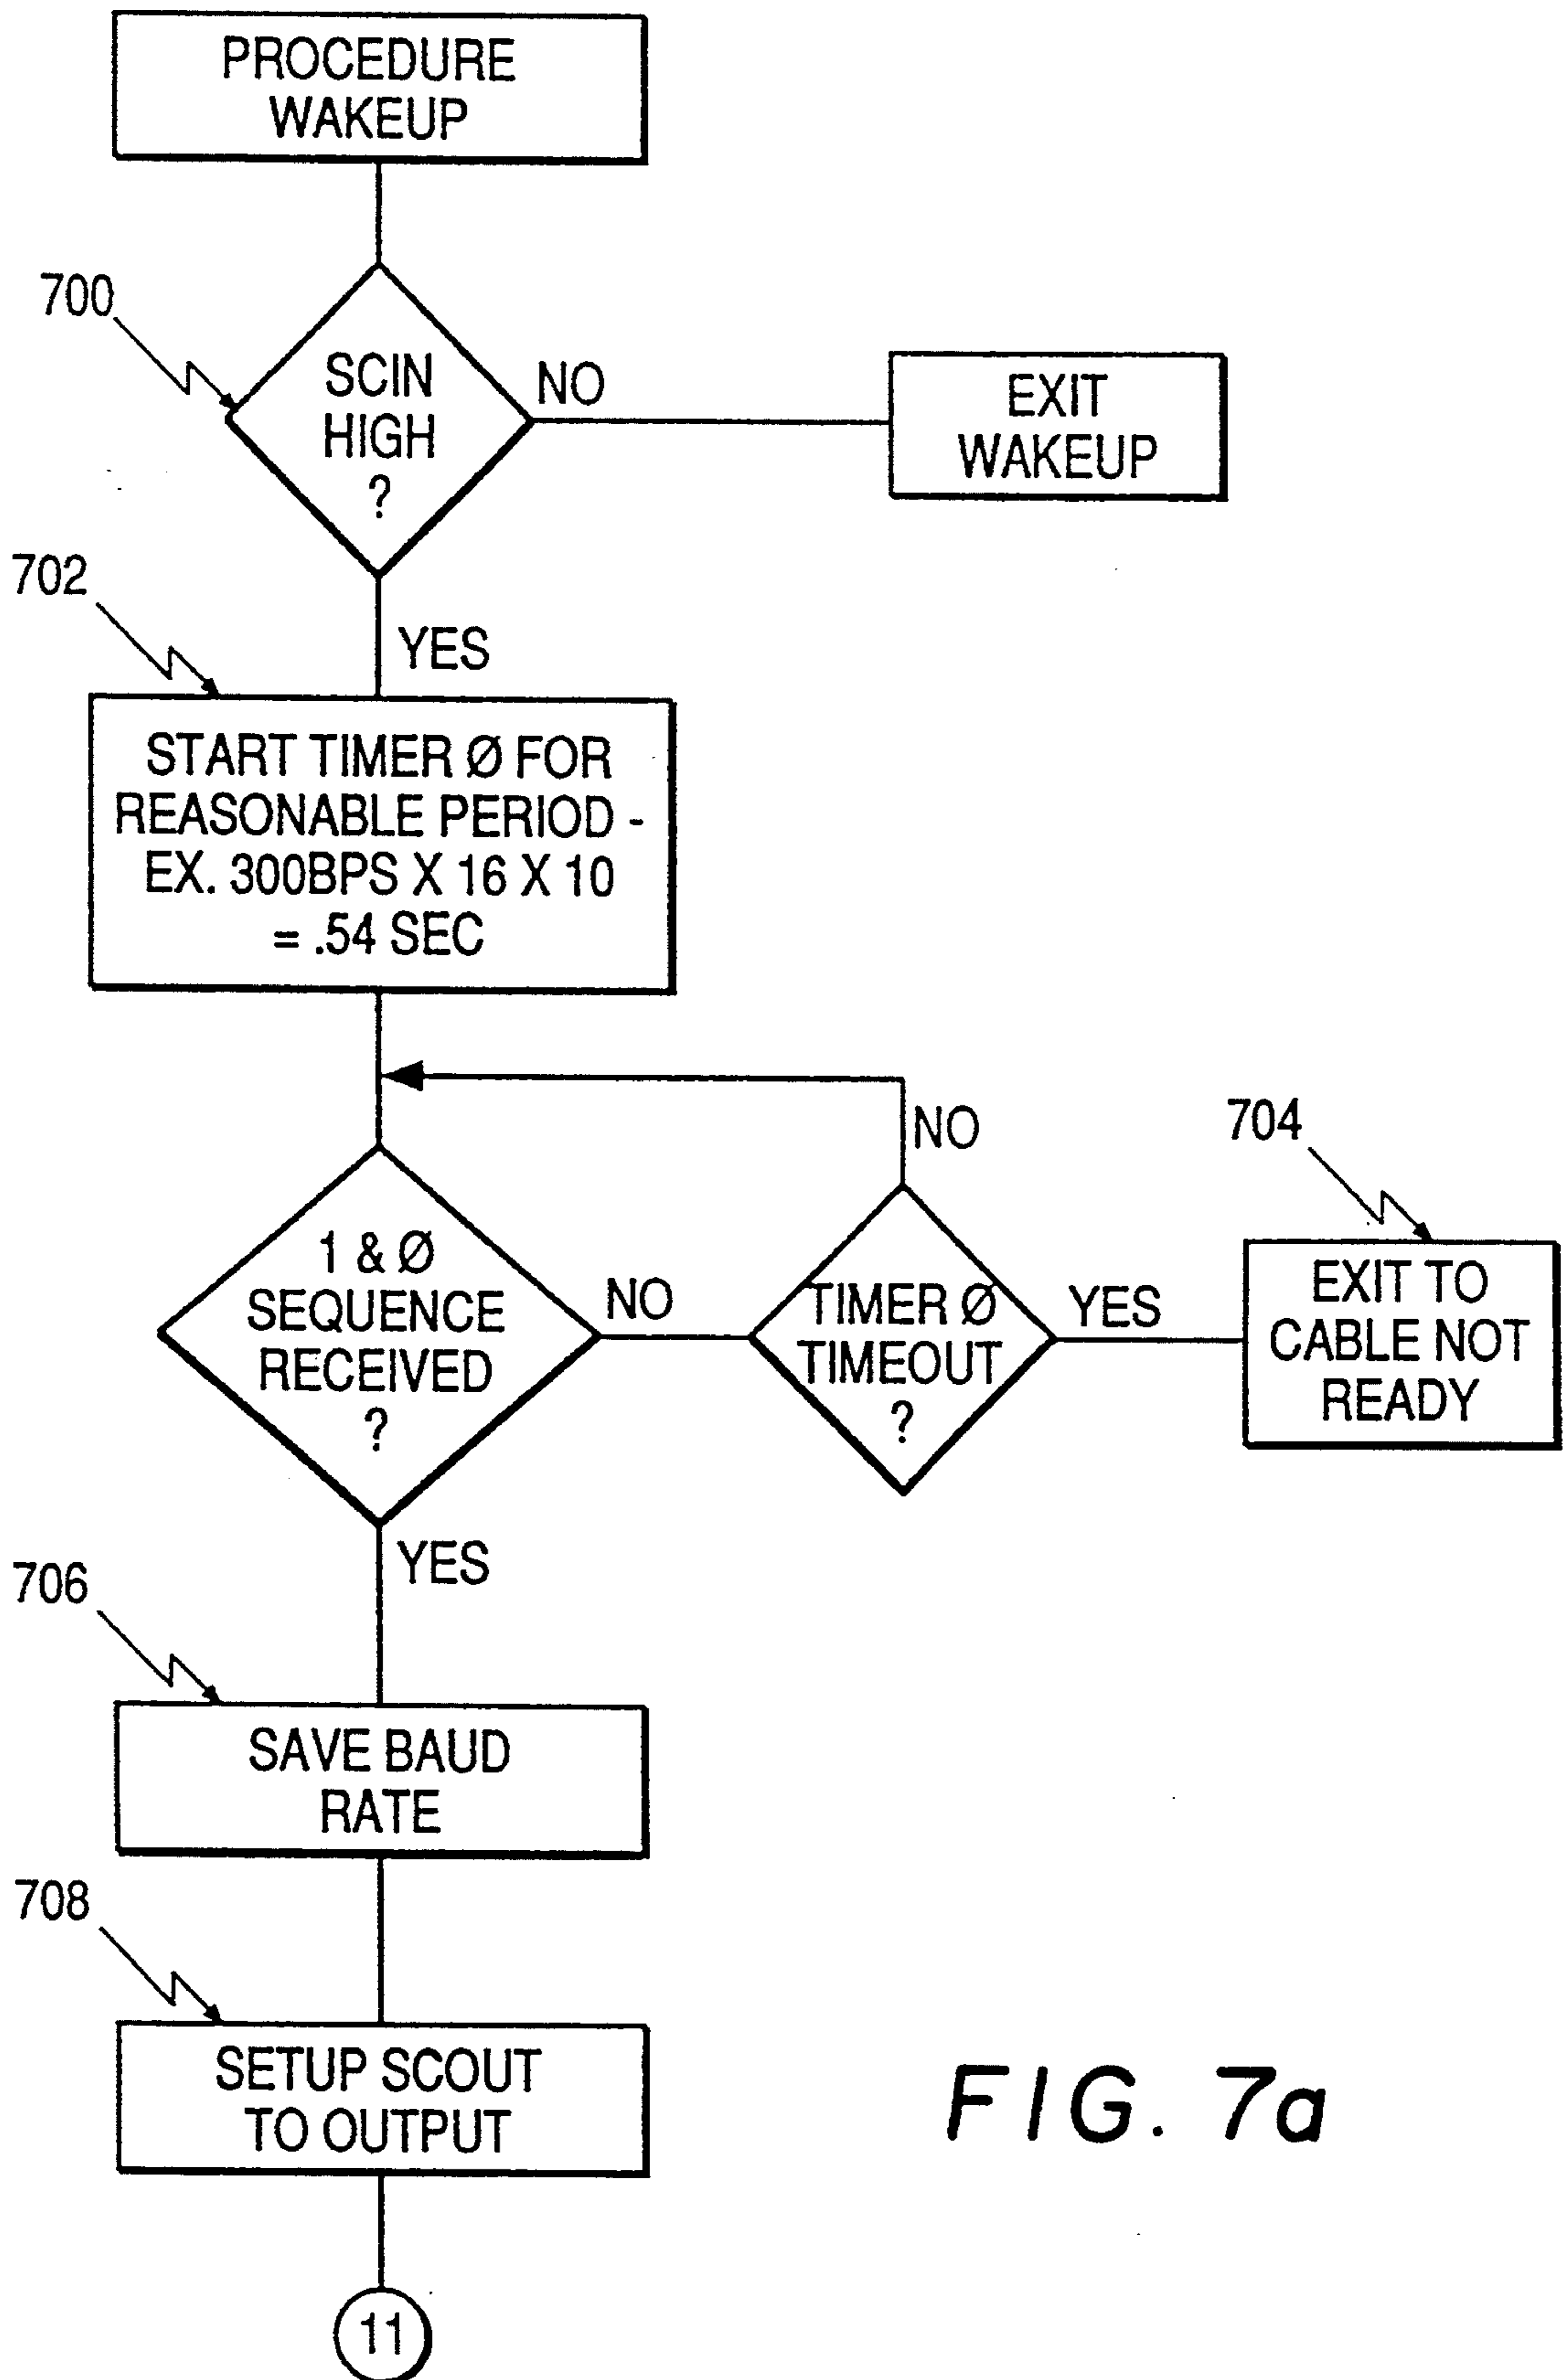 PROCEDURE
WAKEUP
700
SCIN
HIGH
?
NO
EXIT
WAKEUP
702
YES
START TIMER Ø FOR
REASONABLE PERIOD -
EX. 300BPS X 16 X 10
= .54 SEC
NO
704
1 & Ø
SEQUENCE
RECEIVED
?
NO
TIMER Ø
TIMEOUT
?
YES
EXIT TO
CABLE NOT
READY
YES
706
SAVE BAUD
RATE
708
SETUP SCOUT
TO OUTPUT
FIG. 7a
11